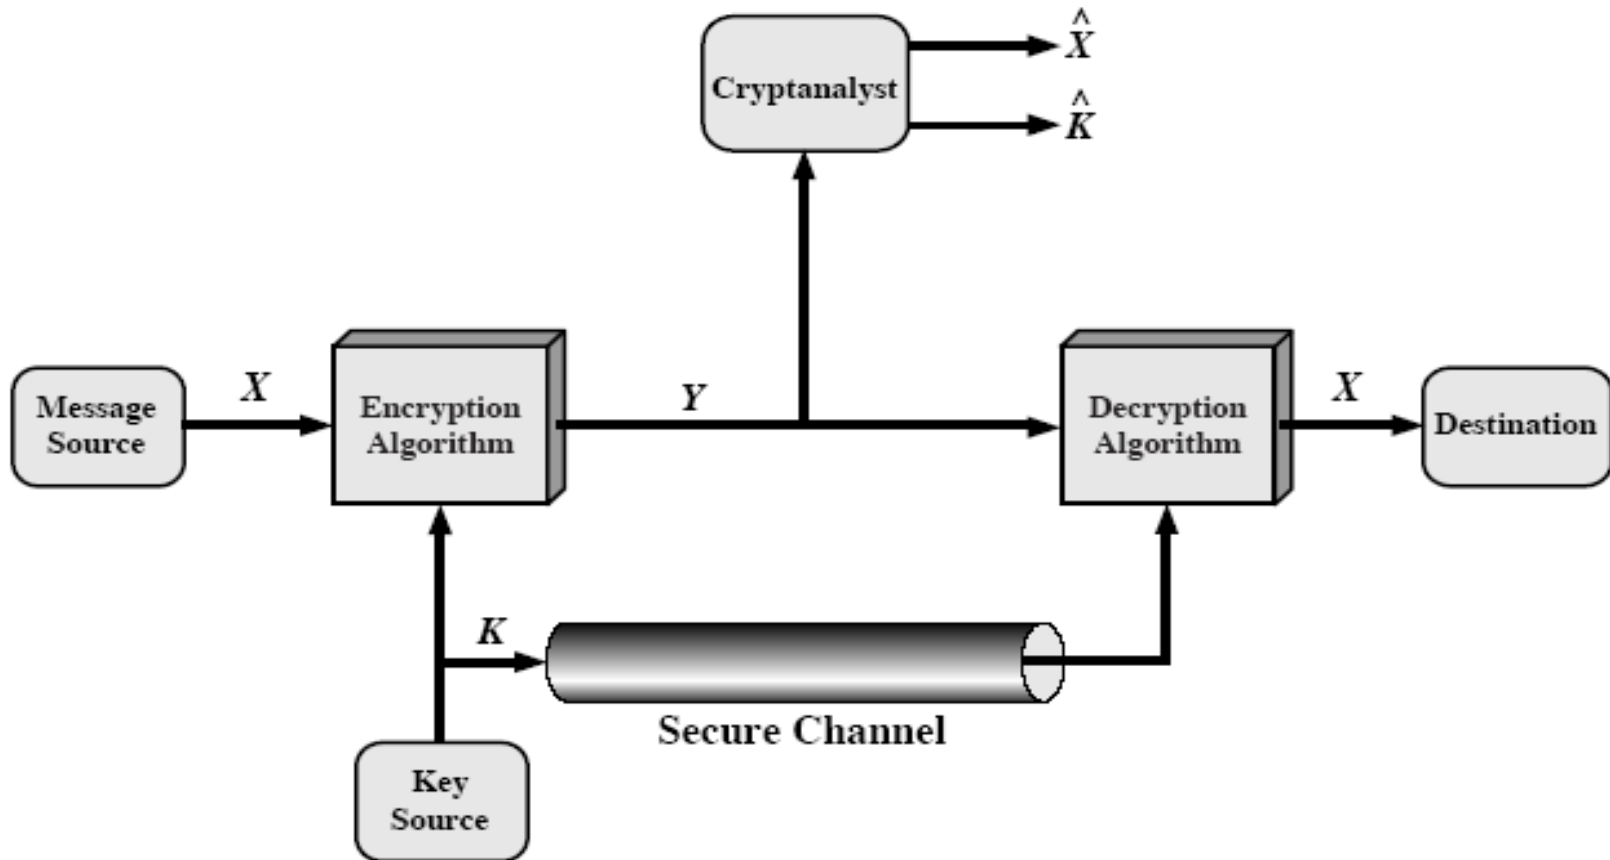 X̂
Cryptanalyst
K̂
Message
Source
X
Encryption
Algorithm
Y
Decryption
Algorithm
X
Destination
K
Secure Channel
Key
Source